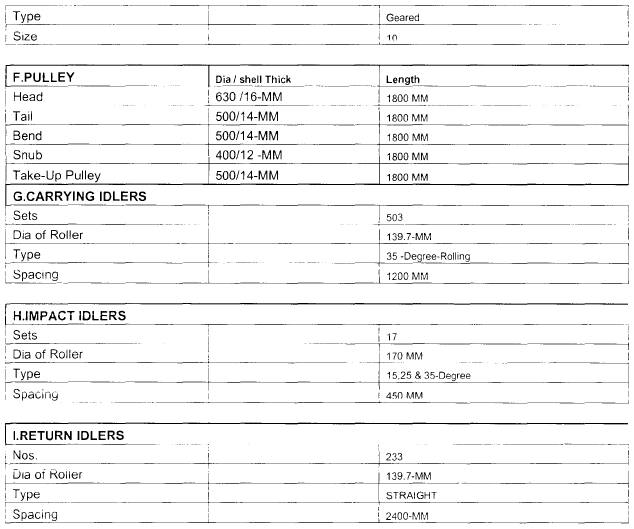 Type Geared
Size 10
F.PULLEY Dia / shell Thick Length
Head 630 /16-MM 1800 MM
Tail 500/14-MM 1800 MM
Bend 500/14-MM 1800 MM
Snub 400/12 -MM 1800 MM
Take-Up Pulley 500/14-MM 1800 MM
G.CARRYING IDLERS
Sets 503
Dia of Roller 139.7-MM
Type 35 -Degree-Rolling
Spacing 1200 MM
H.IMPACT IDLERS
Sets 17
Dia of Roller 170 MM
Type 15,25 & 35-Degree
Spacing 450 MM
I.RETURN IDLERS
Nos. 233
Dia of Roller 139.7-MM
Type STRAIGHT
Spacing 2400-MM